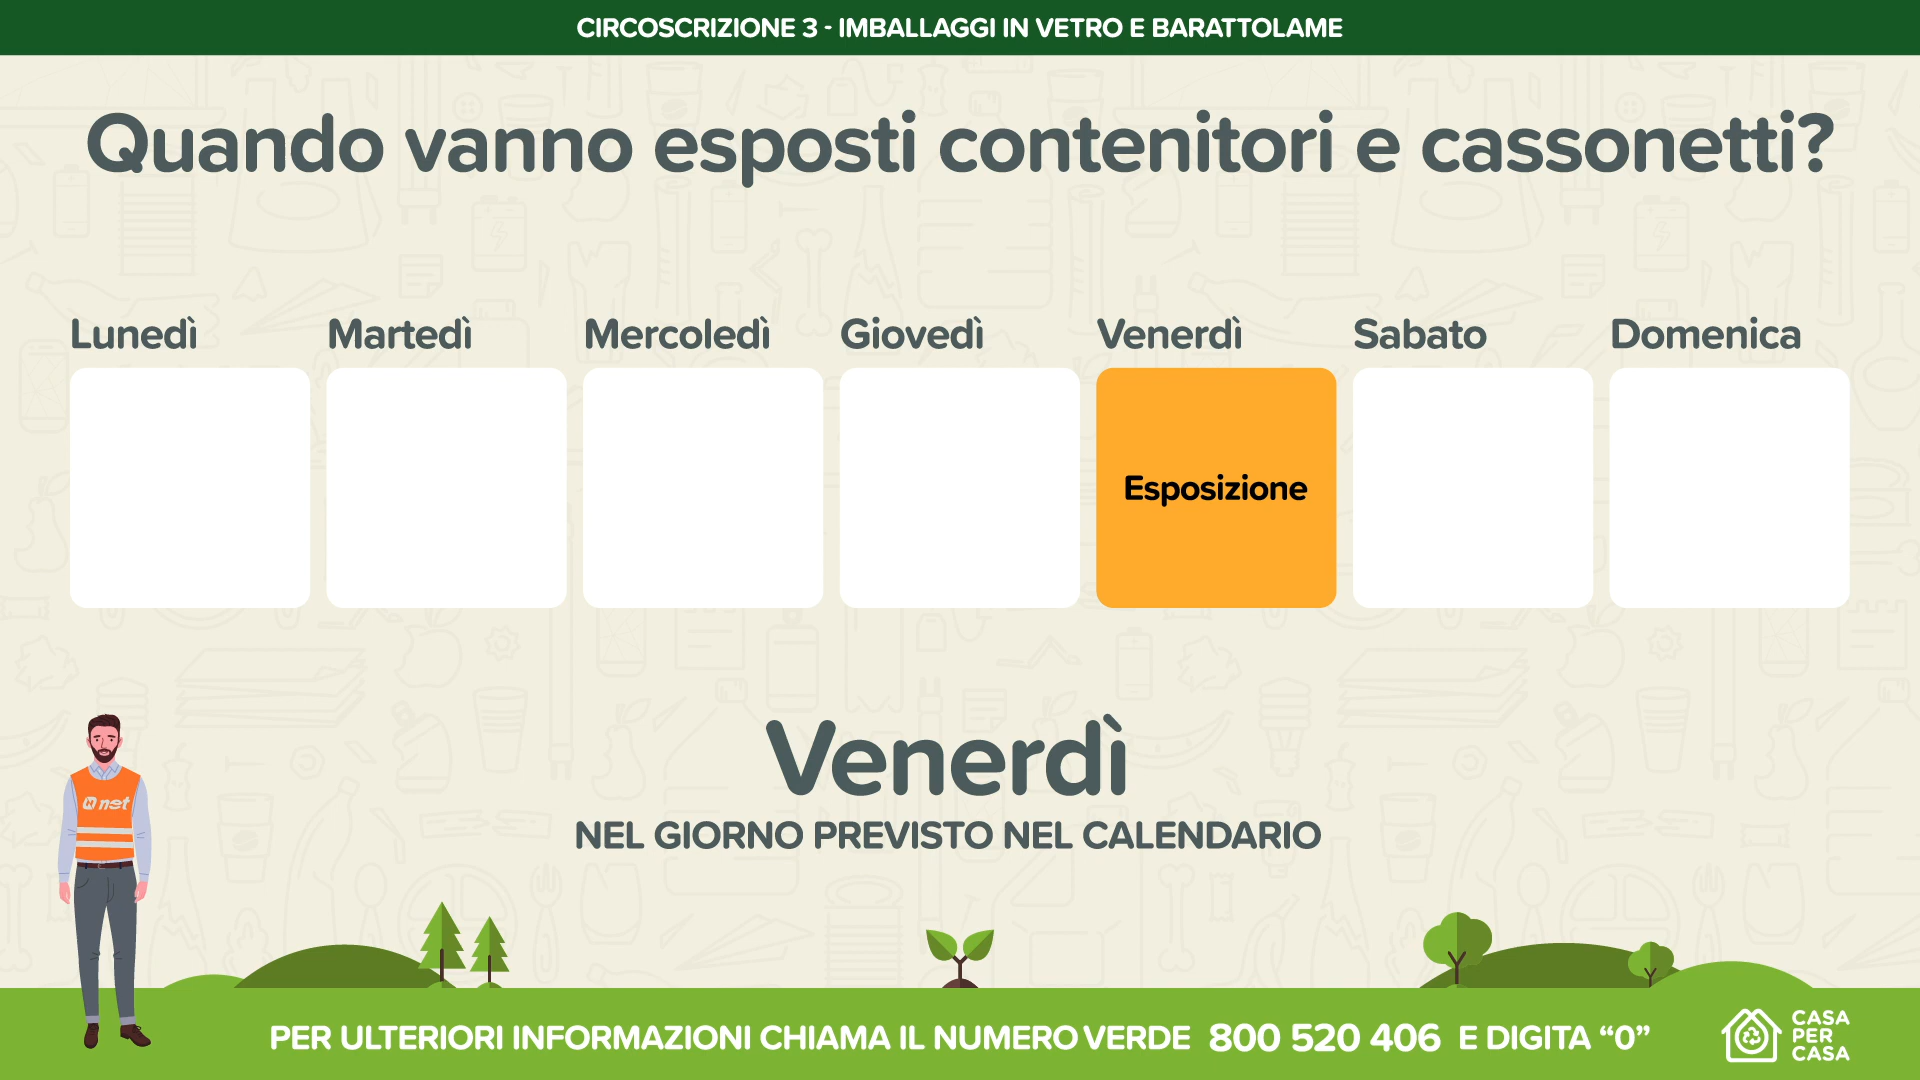 CIRCOSCRIZIONE 3 - IMBALLAGGI IN VETRO E BARATTOLAME
Quando vanno esposti contenitori e cassonetti?
Lunedì Martedì Mercoledì Giovedì Venerdì Sabato Domenica
Esposizione
Venerdì
NEL GIORNO PREVISTO NEL CALENDARIO
net
PER ULTERIORI INFORMAZIONI CHIAMA IL NUMERO VERDE 800 520 406 E DIGITA “0”
CASA
PER
CASA